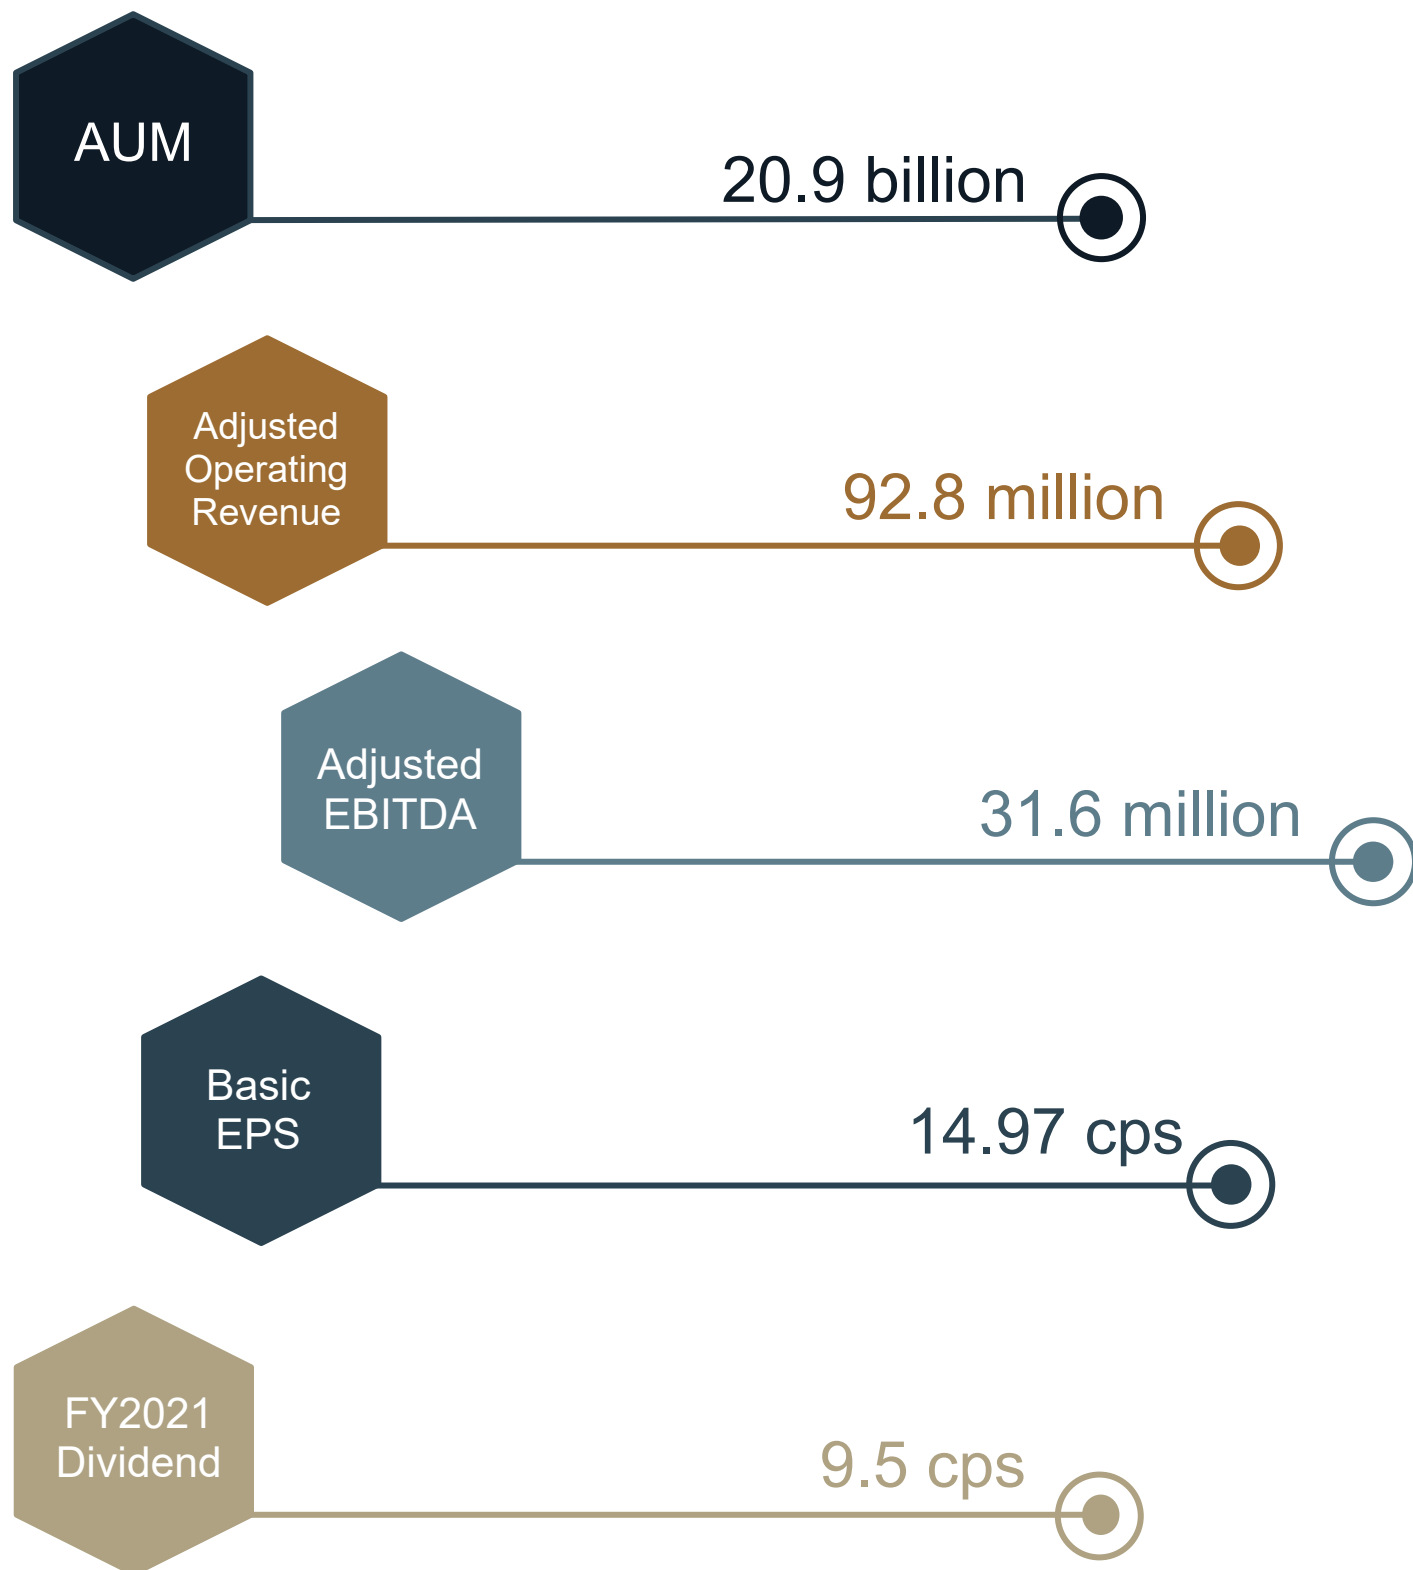 AUM
20.9 billion
Adjusted
Operating
Revenue
92.8 million
Adjusted
EBITDA
31.6 million
Basic
EPS
14.97 cps
FY2021
Dividend
9.5 cps